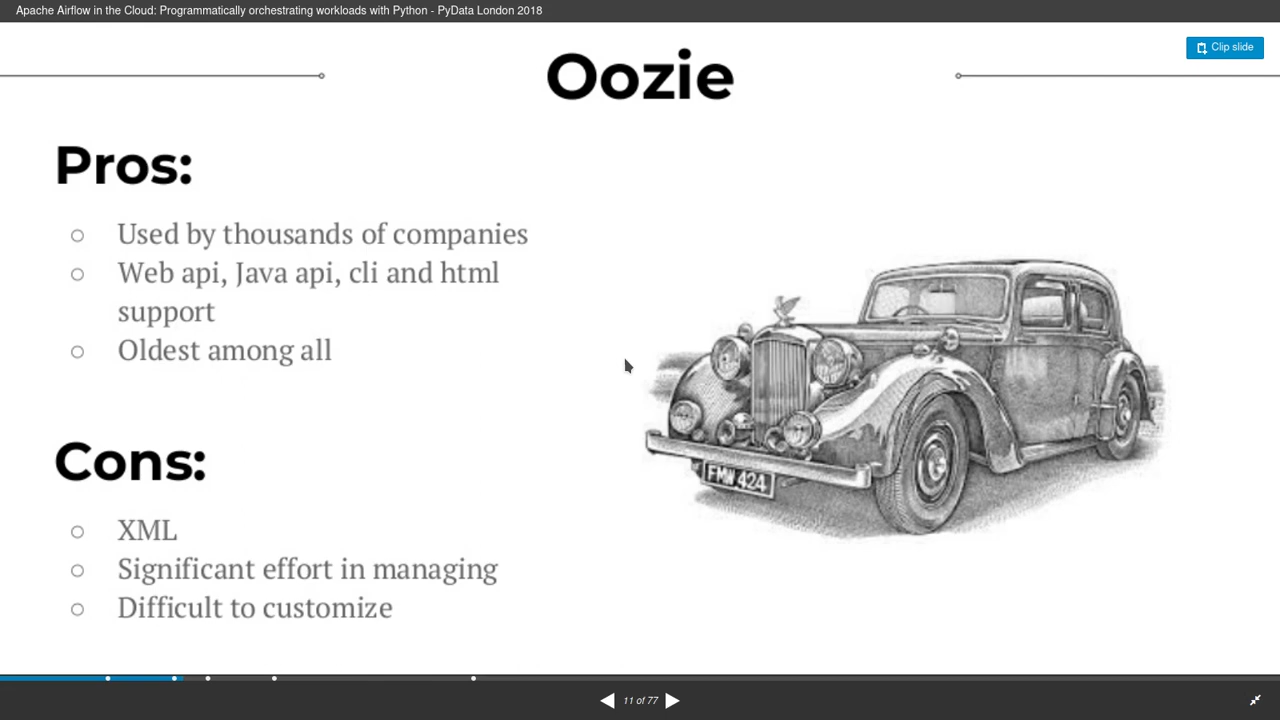 Apache Airflow in the Cloud: Programmatically orchestrating workloads with Python - PyData London 2018
Clip slide
Oozie
Pros:
Used by thousands of companies
Web api, Java api, cli and html
support
Oldest among all
FMW 424
Cons:
XML
Significant effort in managing
Difficult to customize
11 of 77